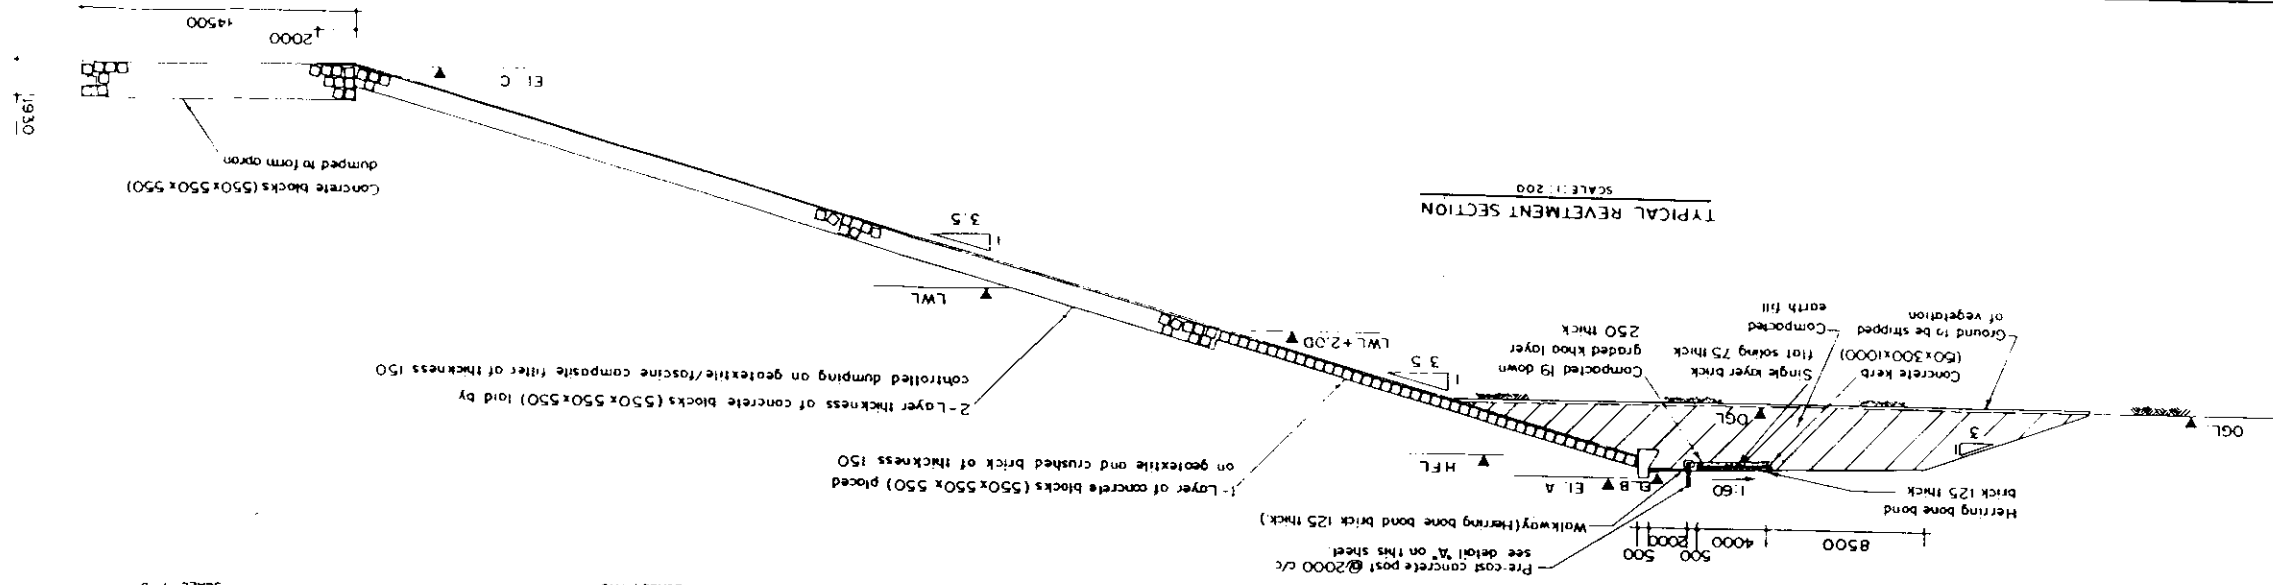 Pre-cast concrete post @2000 c/c
see detail "A" on this sheet.
8500
4000
500
2000
500
Walkway (Herring bone bond brick 125 thick.)
Herring bone bond
brick 125 thick
1:60
El.B
El. A
HFL
1-Layer of concrete blocks (550x550x550) placed
on geotextile and crushed brick of thickness 150
OGL
1
3
OGL
Concrete kerb
(150x300x1000)
Ground to be stripped
of vegetation
Single layer brick
flat soling 75 thick
Compacted
earth fill
Compacted 19 down
graded khoa layer
250 thick
1
3.5
LWL+2.00
2-Layer thickness of concrete blocks (550x550x550) laid by
controlled dumping on geotextile/fascine composite filter of thickness 150
LWL
1
3.5
TYPICAL REVETMENT SECTION
SCALE 1:200
Concrete blocks (550x550x550)
dumped to form apron
El. C
1930
2000
14500